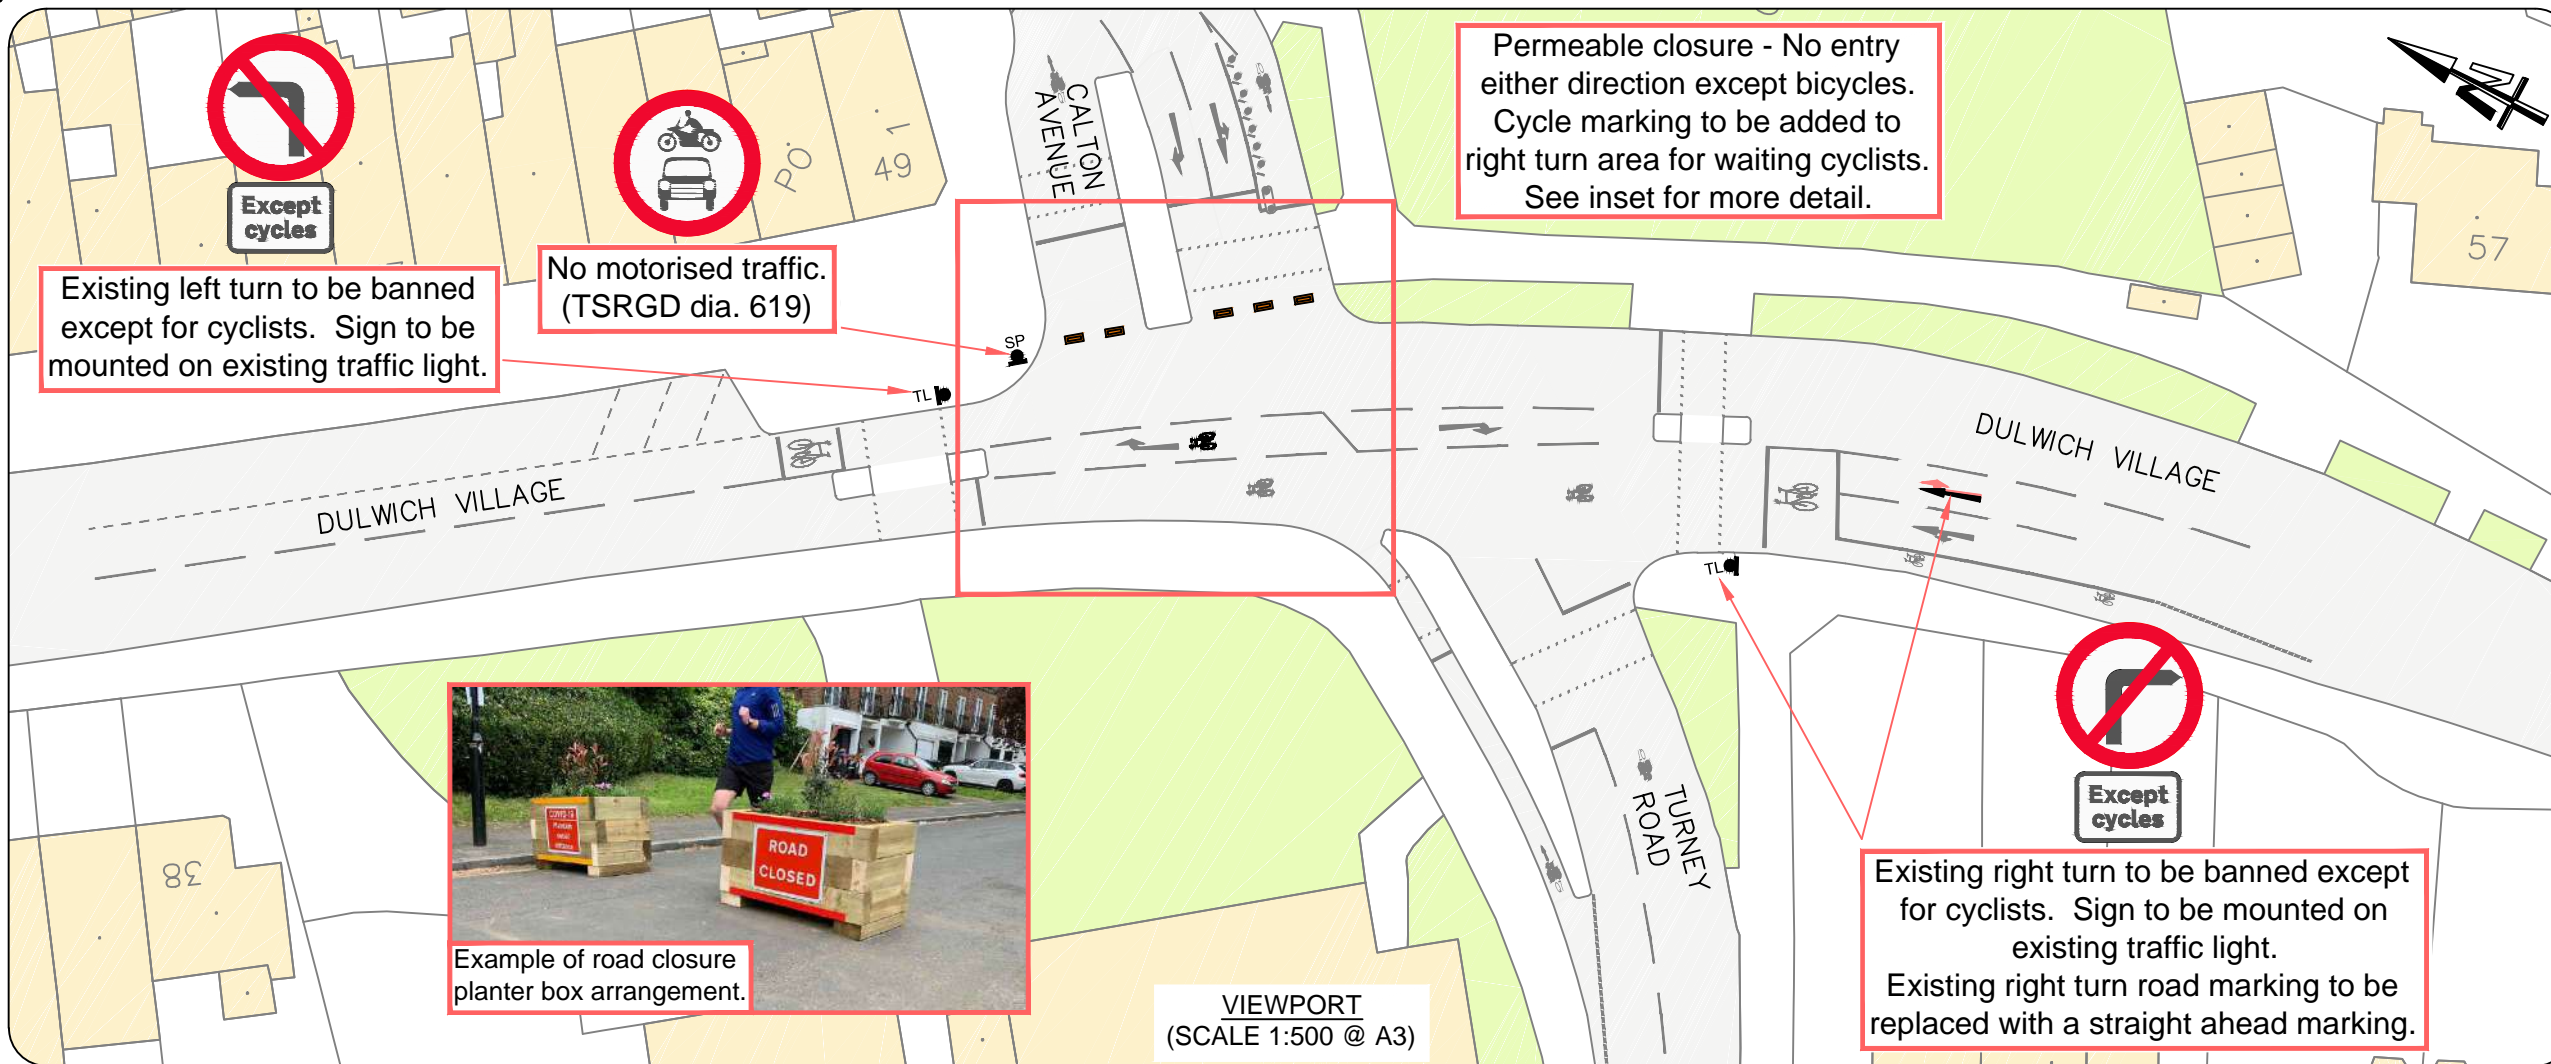 Except
cycles
Existing left turn to be banned
except for cyclists. Sign to be
mounted on existing traffic light.
No motorised traffic.
(TSRGD dia. 619)
PO
1
49
CALTON
AVENUE
Permeable closure - No entry
either direction except bicycles.
Cycle marking to be added to
right turn area for waiting cyclists.
See inset for more detail.
N
57
SP
TL
DULWICH VILLAGE
DULWICH VILLAGE
TL
TURNEY
ROAD
38
COVID-19
ROAD
CLOSED
Example of road closure
planter box arrangement.
VIEWPORT
(SCALE 1:500 @ A3)
Except
cycles
Existing right turn to be banned except
for cyclists. Sign to be mounted on
existing traffic light.
Existing right turn road marking to be
replaced with a straight ahead marking.